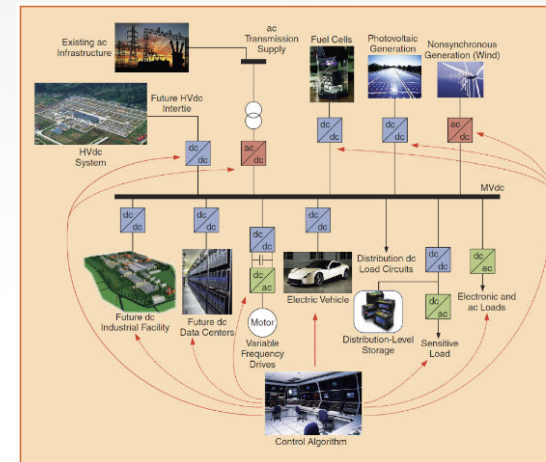 ac
Transmission
Supply
Existing ac
Infrastructure
Fuel Cells
Photovoltaic
Generation
Nonsynchronous
Generation (Wind)
Future HVdc
Intertie
HVdc
System
dc
dc
ac
dc
dc
dc
dc
dc
ac
dc
MVdc
dc
dc
dc
dc
dc
dc
dc
dc
dc
dc
dc
ac
dc
ac
dc
ac
Distribution dc
Load Circuits
Electric Vehicle
Electronic and
ac Loads
Future dc
Industrial Facility
Future dc
Data Centers
Motor
Variable
Frequency
Drives
Distribution-Level
Storage
Sensitive
Load
Control Algorithm